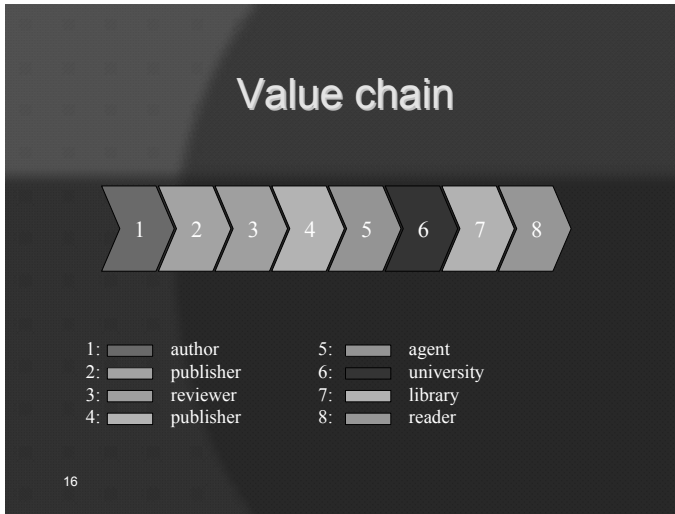 Value chain
1 2 3 4 5 6 7 8
1: author
2: publisher
3: reviewer
4: publisher
5: agent
6: university
7: library
8: reader
16